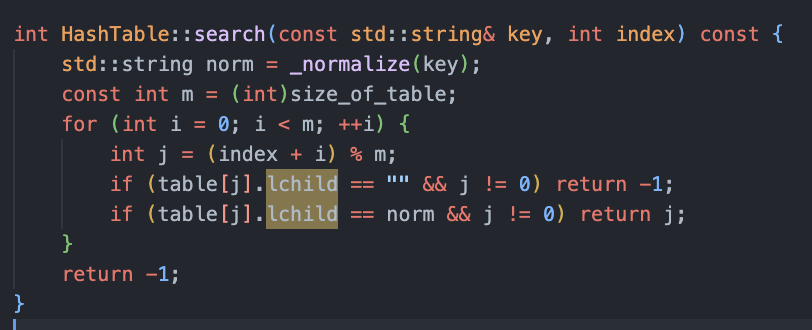 int HashTable::search(const std::string& key, int index) const {
    std::string norm = _normalize(key);
    const int m = (int)size_of_table;
    for (int i = 0; i < m; ++i) {
        int j = (index + i) % m;
        if (table[j].lchild == "" && j != 0) return -1;
        if (table[j].lchild == norm && j != 0) return j;
    }
    return -1;
}